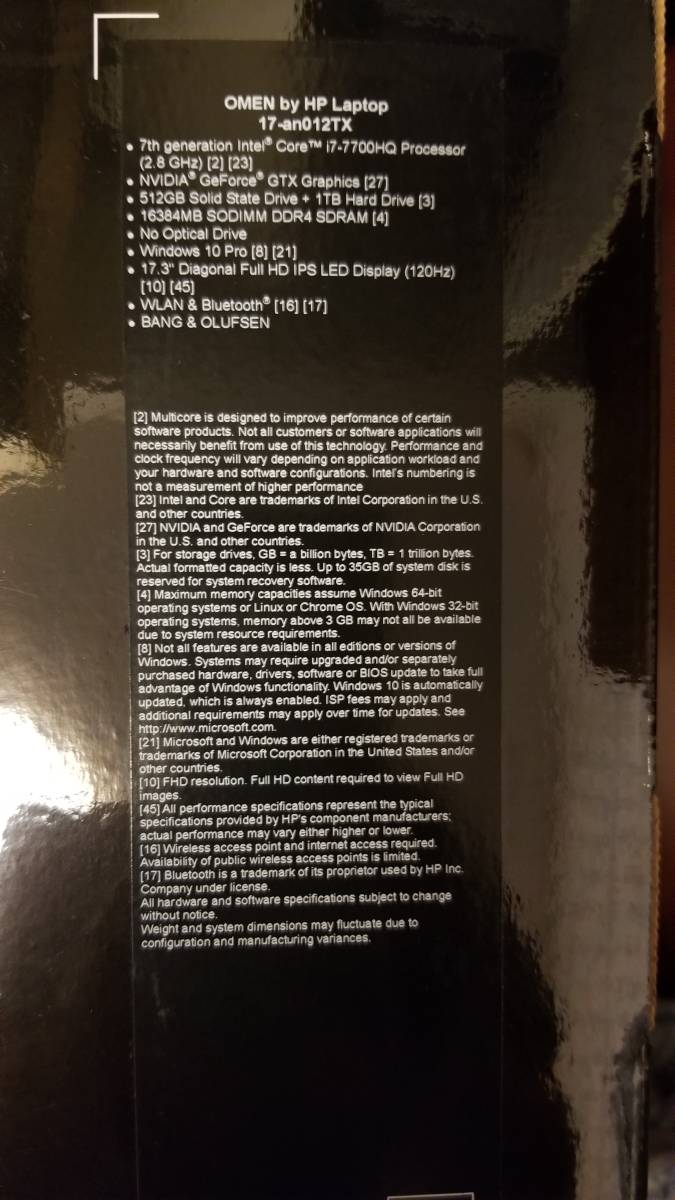 OMEN by HP Laptop
17-an012TX
• 7th generation Intel® Core™ i7-7700HQ Processor
(2.8 GHz) [2] [23]
• NVIDIA® GeForce® GTX Graphics [27]
• 512GB Solid State Drive + 1TB Hard Drive [3]
• 16384MB SODIMM DDR4 SDRAM [4]
• No Optical Drive
• Windows 10 Pro [8] [21]
• 17.3" Diagonal Full HD IPS LED Display (120Hz)
[10] [45]
• WLAN & Bluetooth® [16] [17]
• BANG & OLUFSEN
[2] Multicore is designed to improve performance of certain
software products. Not all customers or software applications will
necessarily benefit from use of this technology. Performance and
clock frequency will vary depending on application workload and
your hardware and software configurations. Intel's numbering is
not a measurement of higher performance
[23] Intel and Core are trademarks of Intel Corporation in the U.S.
and other countries.
[27] NVIDIA and GeForce are trademarks of NVIDIA Corporation
in the U.S. and other countries.
[3] For storage drives, GB = a billion bytes, TB = 1 trillion bytes.
Actual formatted capacity is less. Up to 35GB of system disk is
reserved for system recovery software.
[4] Maximum memory capacities assume Windows 64-bit
operating systems or Linux or Chrome OS. With Windows 32-bit
operating systems, memory above 3 GB may not all be available
due to system resource requirements.
[8] Not all features are available in all editions or versions of
Windows. Systems may require upgraded and/or separately
purchased hardware, drivers, software or BIOS update to take full
advantage of Windows functionality. Windows 10 is automatically
updated, which is always enabled. ISP fees may apply and
additional requirements may apply over time for updates. See
http://www.microsoft.com.
[21] Microsoft and Windows are either registered trademarks or
trademarks of Microsoft Corporation in the United States and/or
other countries.
[10] FHD resolution. Full HD content required to view Full HD
images.
[45] All performance specifications represent the typical
specifications provided by HP's component manufacturers;
actual performance may vary either higher or lower.
[16] Wireless access point and internet access required.
Availability of public wireless access points is limited.
[17] Bluetooth is a trademark of its proprietor used by HP Inc.
Company under license.
All hardware and software specifications subject to change
without notice.
Weight and system dimensions may fluctuate due to
configuration and manufacturing variances.